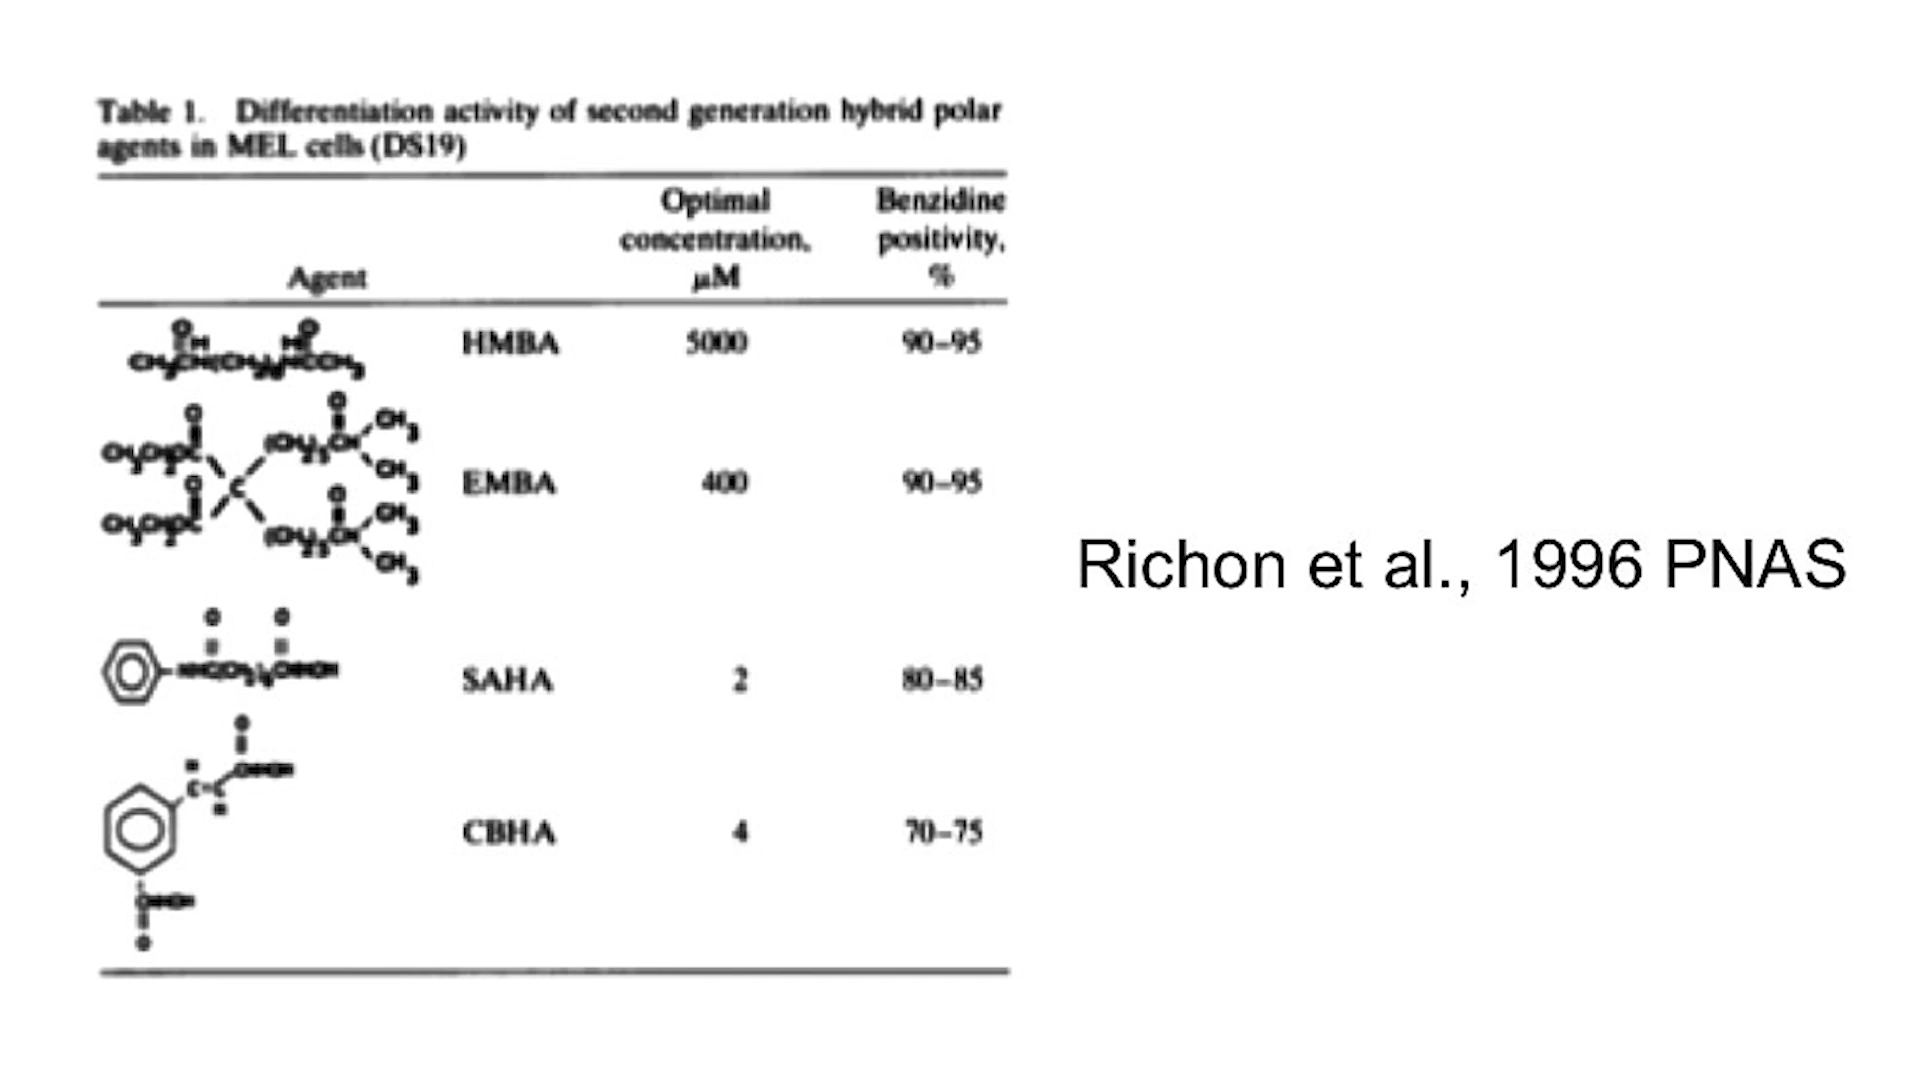 Table 1. Differentiation activity of second generation hybrid polar
agents in MEL cells (DS19)
Agent
Optimal
concentration,
µM
Benzidine
positivity,
%
HMBA 5000 90–95
EMBA 400 90–95
SAHA 2 80–85
CBHA 4 70–75
Richon et al., 1996 PNAS